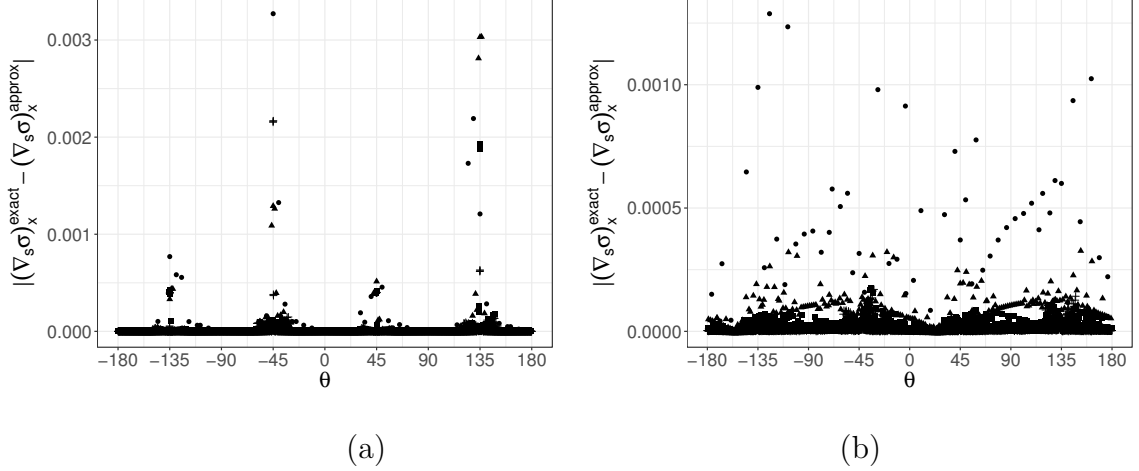 |(∇sσ)x^exact − (∇sσ)x^approx|
0.003
0.002
0.001
0.000
−180 −135 −90 −45 0 45 90 135 180
θ
(a)
|(∇sσ)x^exact − (∇sσ)x^approx|
0.0010
0.0005
0.0000
−180 −135 −90 −45 0 45 90 135 180
θ
(b)